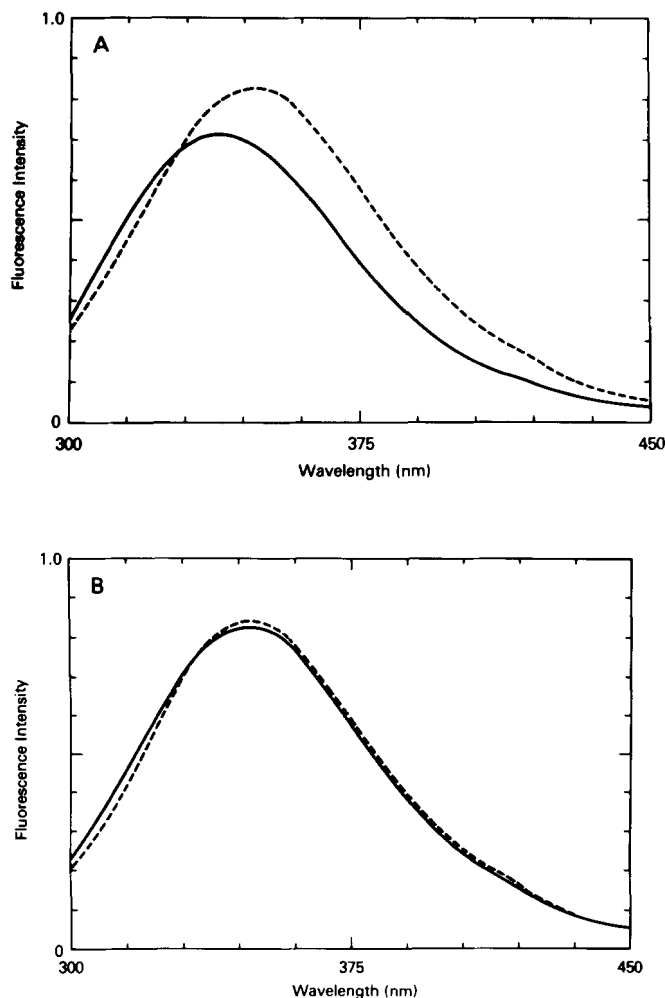 1.0
A
Fluorescence Intensity
0
300 375 450
Wavelength (nm)
1.0
B
Fluorescence Intensity
0
300 375 450
Wavelength (nm)